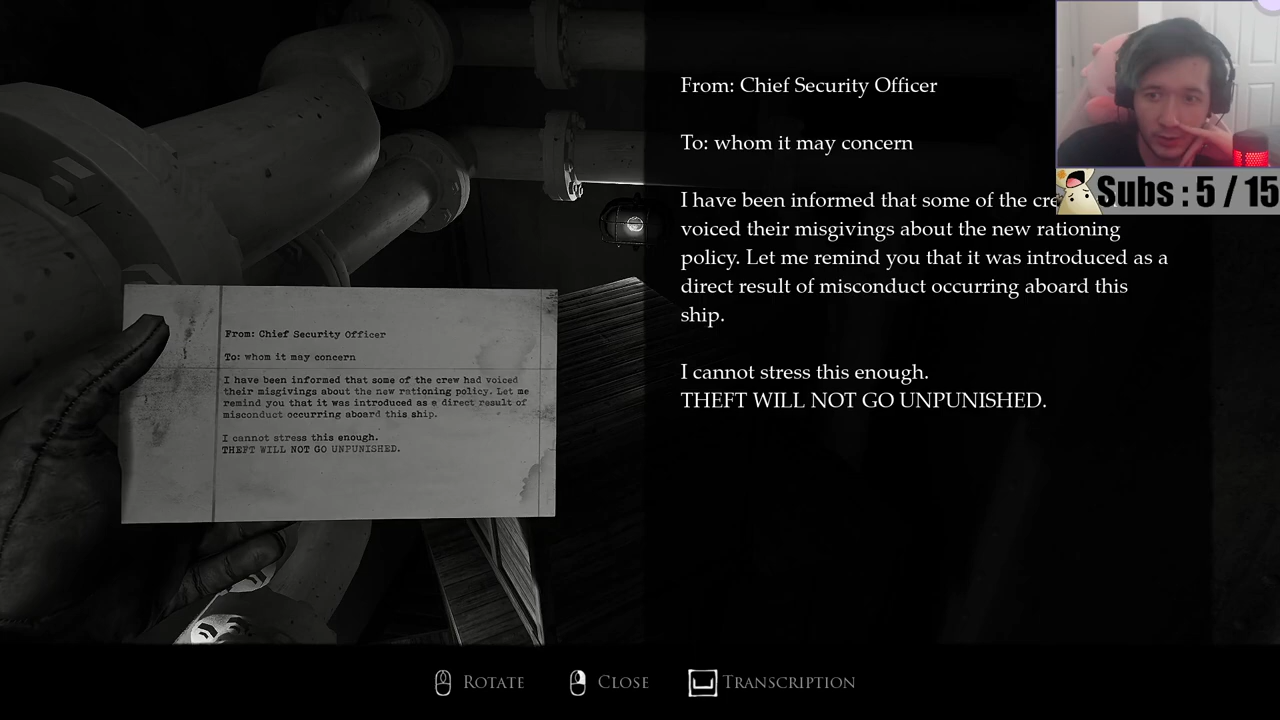 From: Chief Security Officer
To: whom it may concern
I have been informed that some of the crew had voiced
their misgivings about the new rationing policy. Let me
remind you that it was introduced as a direct result of
misconduct occurring aboard this ship.
I cannot stress this enough.
THEFT WILL NOT GO UNPUNISHED.
From: Chief Security Officer
To: whom it may concern
I have been informed that some of the
voiced their misgivings about the new rationing
policy. Let me remind you that it was introduced as a
direct result of misconduct occurring aboard this
ship.
I cannot stress this enough.
THEFT WILL NOT GO UNPUNISHED.
Subs : 5 / 15
ROTATE
CLOSE
TRANSCRIPTION